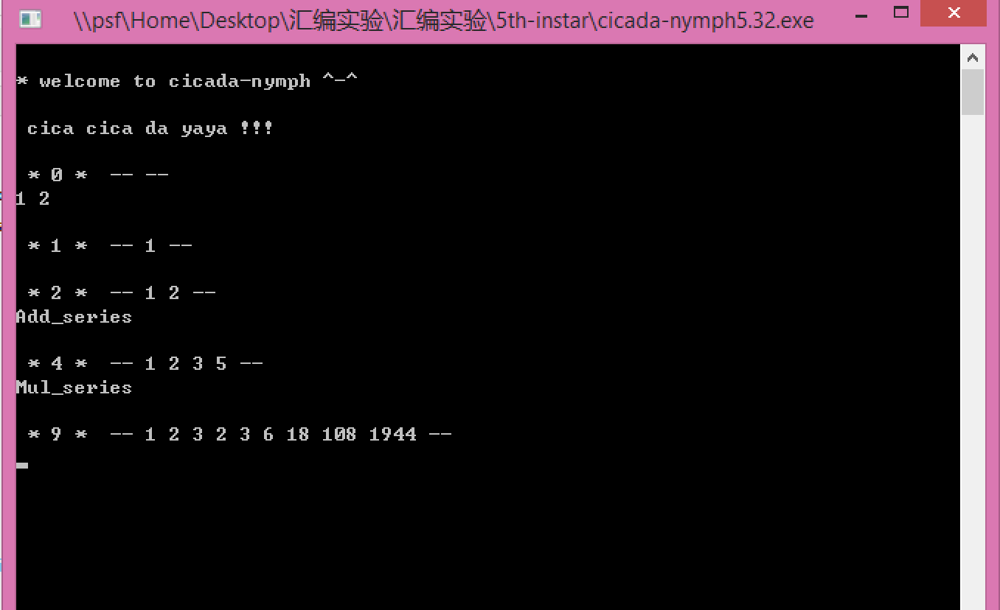 \\psf\Home\Desktop\汇编实验\汇编实验\5th-instar\cicada-nymph5.32.exe
* welcome to cicada-nymph ^-^
cica cica da yaya !!!
* 0 *  -- --
1 2
* 1 *  -- 1 --
* 2 *  -- 1 2 --
Add_series
* 4 *  -- 1 2 3 5 --
Mul_series
* 9 *  -- 1 2 3 2 3 6 18 108 1944 --